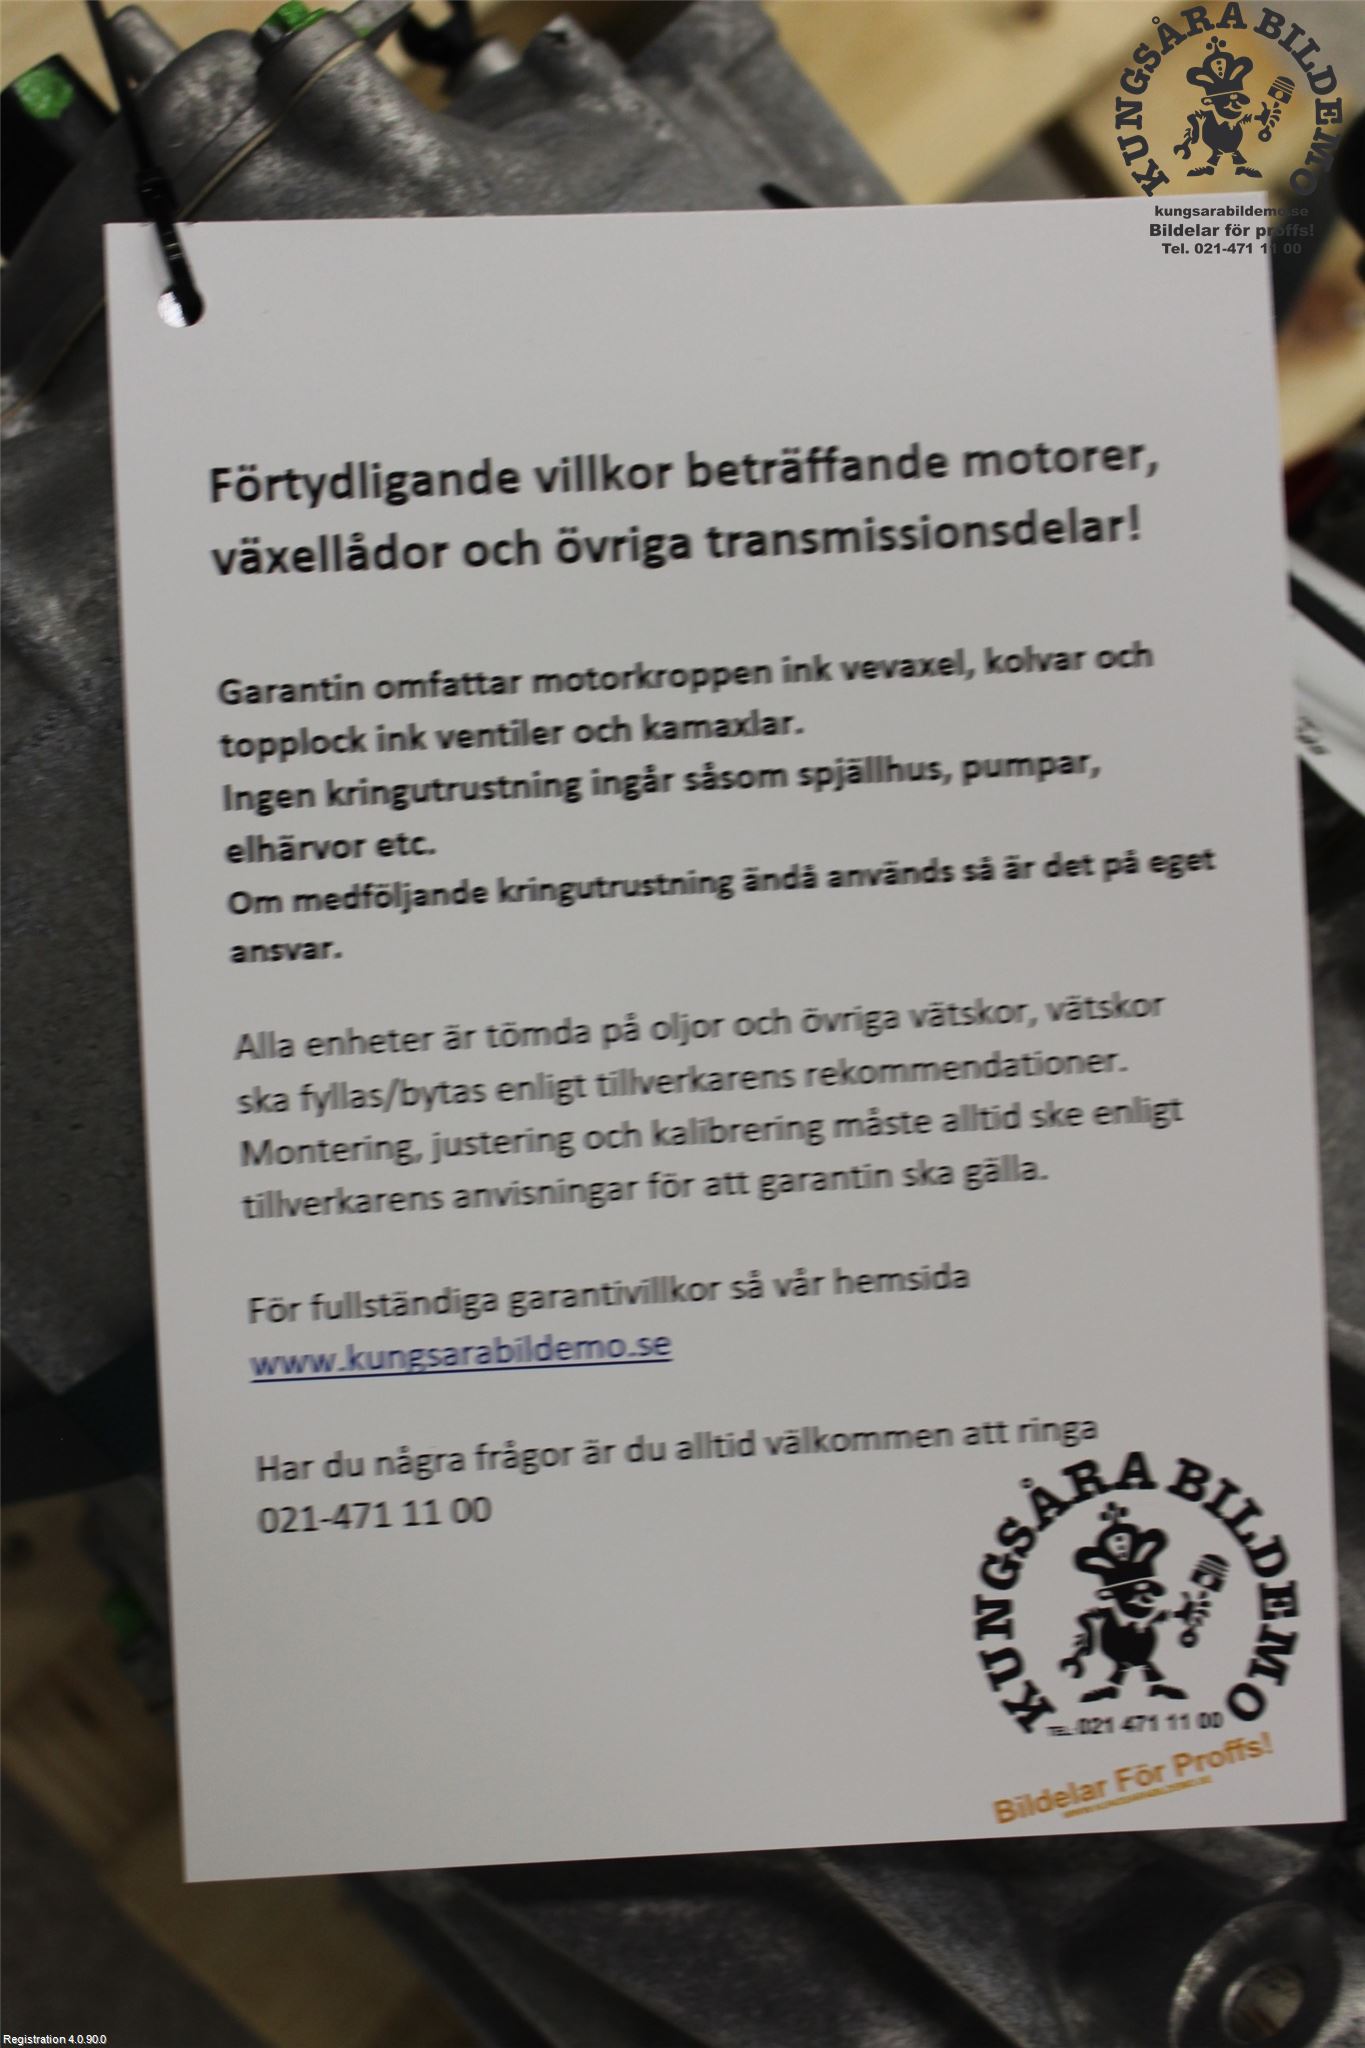 KUNGSÅRA BILDEMO
kungsarabildemo.se
Bildelar för proffs!
Tel. 021-471 11 00
Förtydligande villkor beträffande motorer,
växellådor och övriga transmissionsdelar!
Garantin omfattar motorkroppen ink vevaxel, kolvar och
topplock ink ventiler och kamaxlar.
Ingen kringutrustning ingår såsom spjällhus, pumpar,
elhärvor etc.
Om medföljande kringutrustning ändå används så är det på eget
ansvar.
Alla enheter är tömda på oljor och övriga vätskor, vätskor
ska fyllas/bytas enligt tillverkarens rekommendationer.
Montering, justering och kalibrering måste alltid ske enligt
tillverkarens anvisningar för att garantin ska gälla.
För fullständiga garantivillkor så vår hemsida
www.kungsarabildemo.se
Har du några frågor är du alltid välkommen att ringa
021-471 11 00
KUNGSÅRA BILDEMO
TEL 021 471 11 00
Bildelar För Proffs!
Registration 4.0.90.0